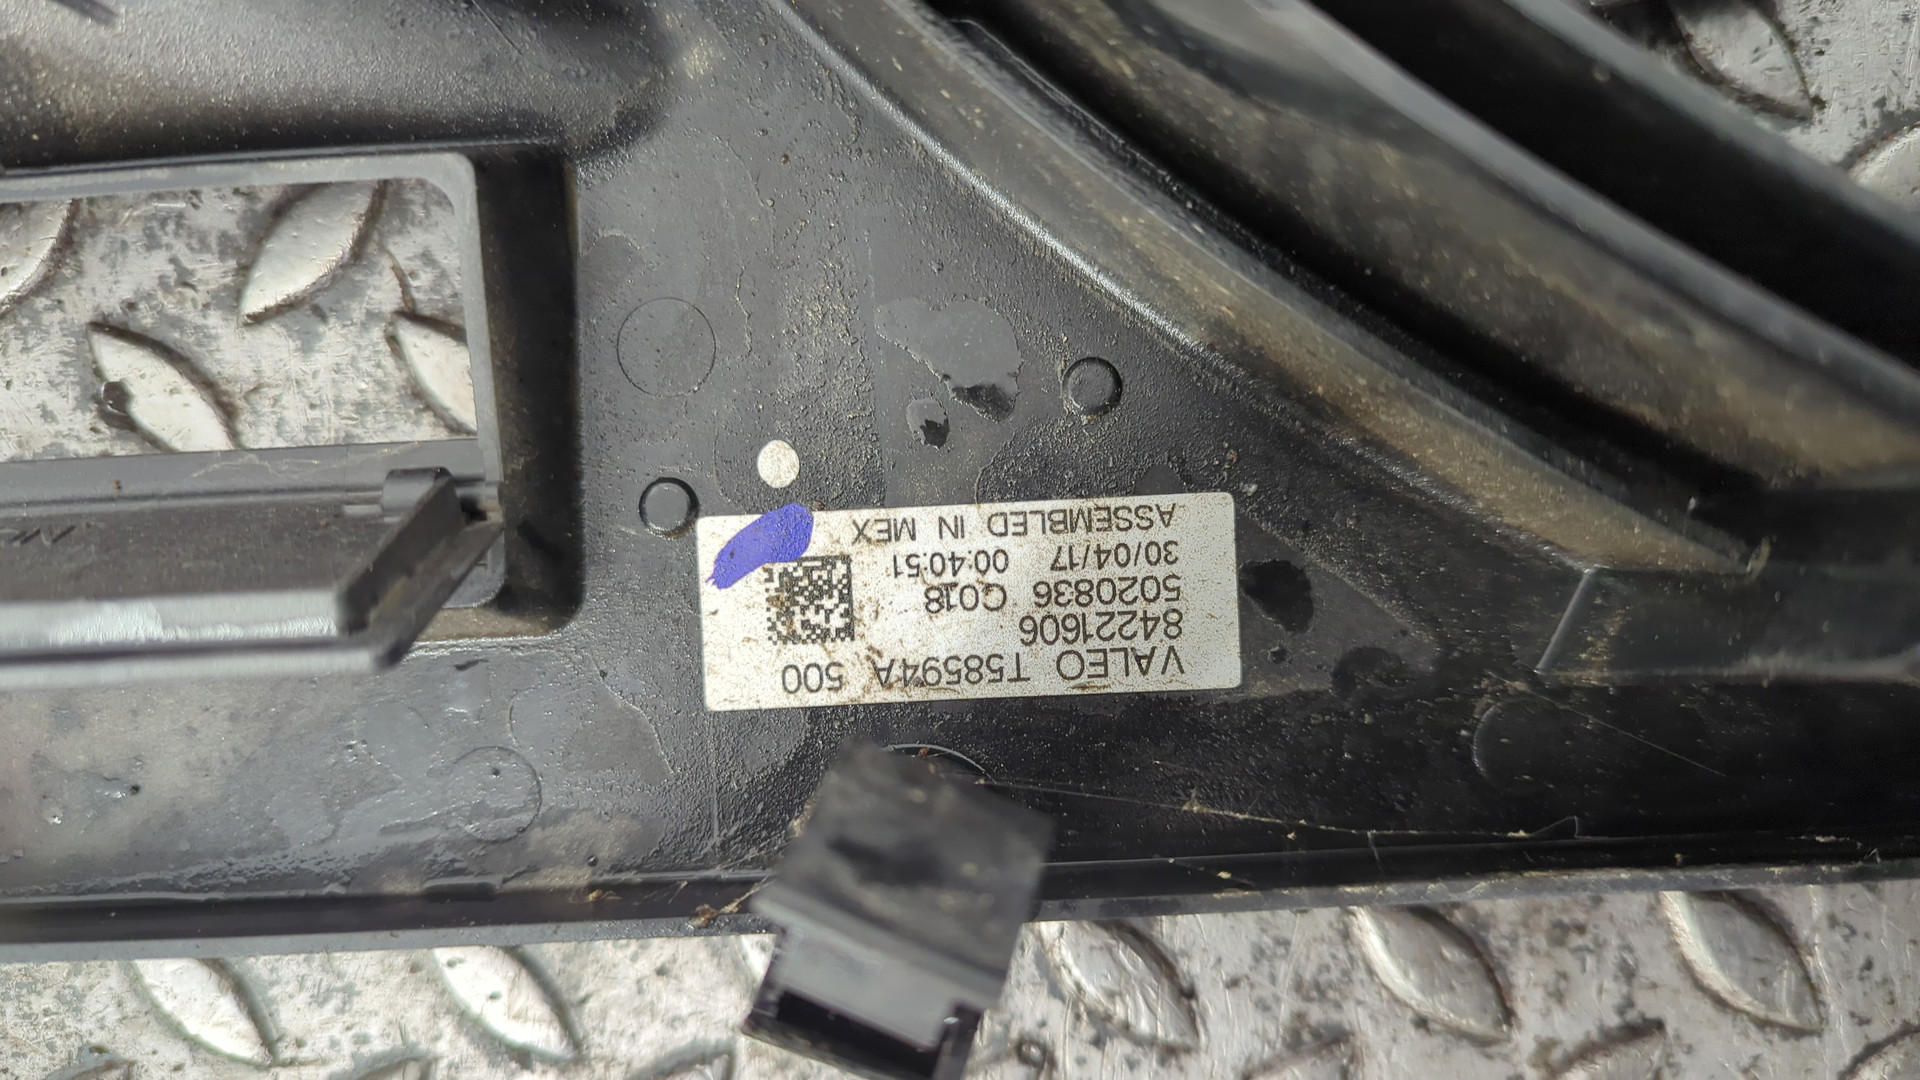 VALEO T58594A 500
84221606
5020836 C018
30/04/17 00:40:51
ASSEMBLED IN MEX